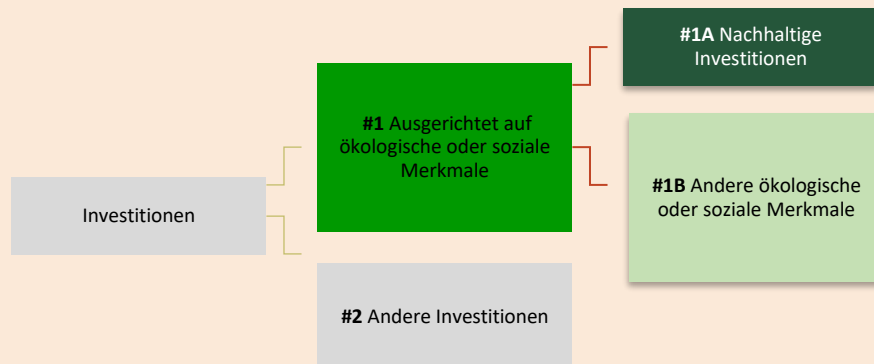 #1A Nachhaltige
Investitionen
#1 Ausgerichtet auf
ökologische oder soziale
Merkmale
#1B Andere ökologische
oder soziale Merkmale
Investitionen
#2 Andere Investitionen